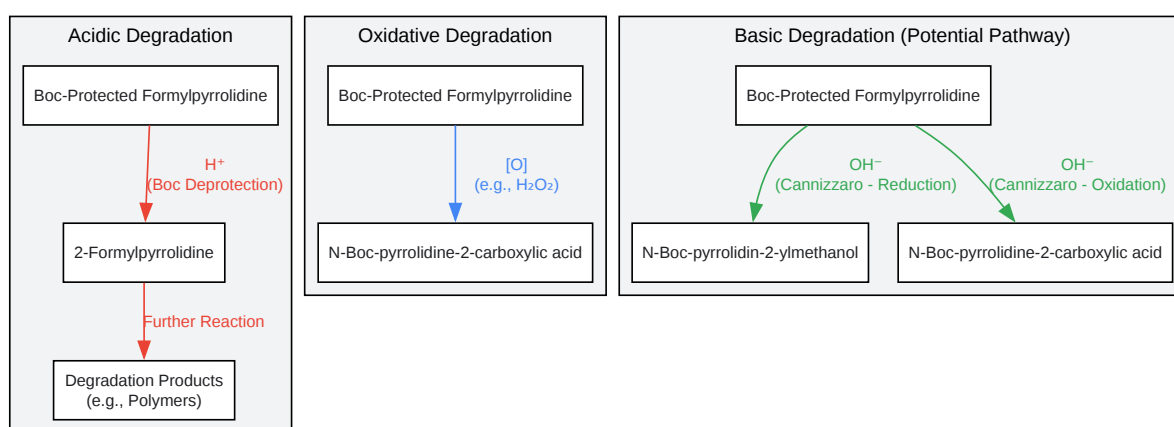 Acidic Degradation
Boc-Protected Formylpyrrolidine
H⁺
(Boc Deprotection)
2-Formylpyrrolidine
Further Reaction
Degradation Products
(e.g., Polymers)
Oxidative Degradation
Boc-Protected Formylpyrrolidine
[O]
(e.g., H₂O₂)
N-Boc-pyrrolidine-2-carboxylic acid
Basic Degradation (Potential Pathway)
Boc-Protected Formylpyrrolidine
OH⁻
(Cannizzaro - Reduction)
OH⁻
(Cannizzaro - Oxidation)
N-Boc-pyrrolidin-2-ylmethanol
N-Boc-pyrrolidine-2-carboxylic acid